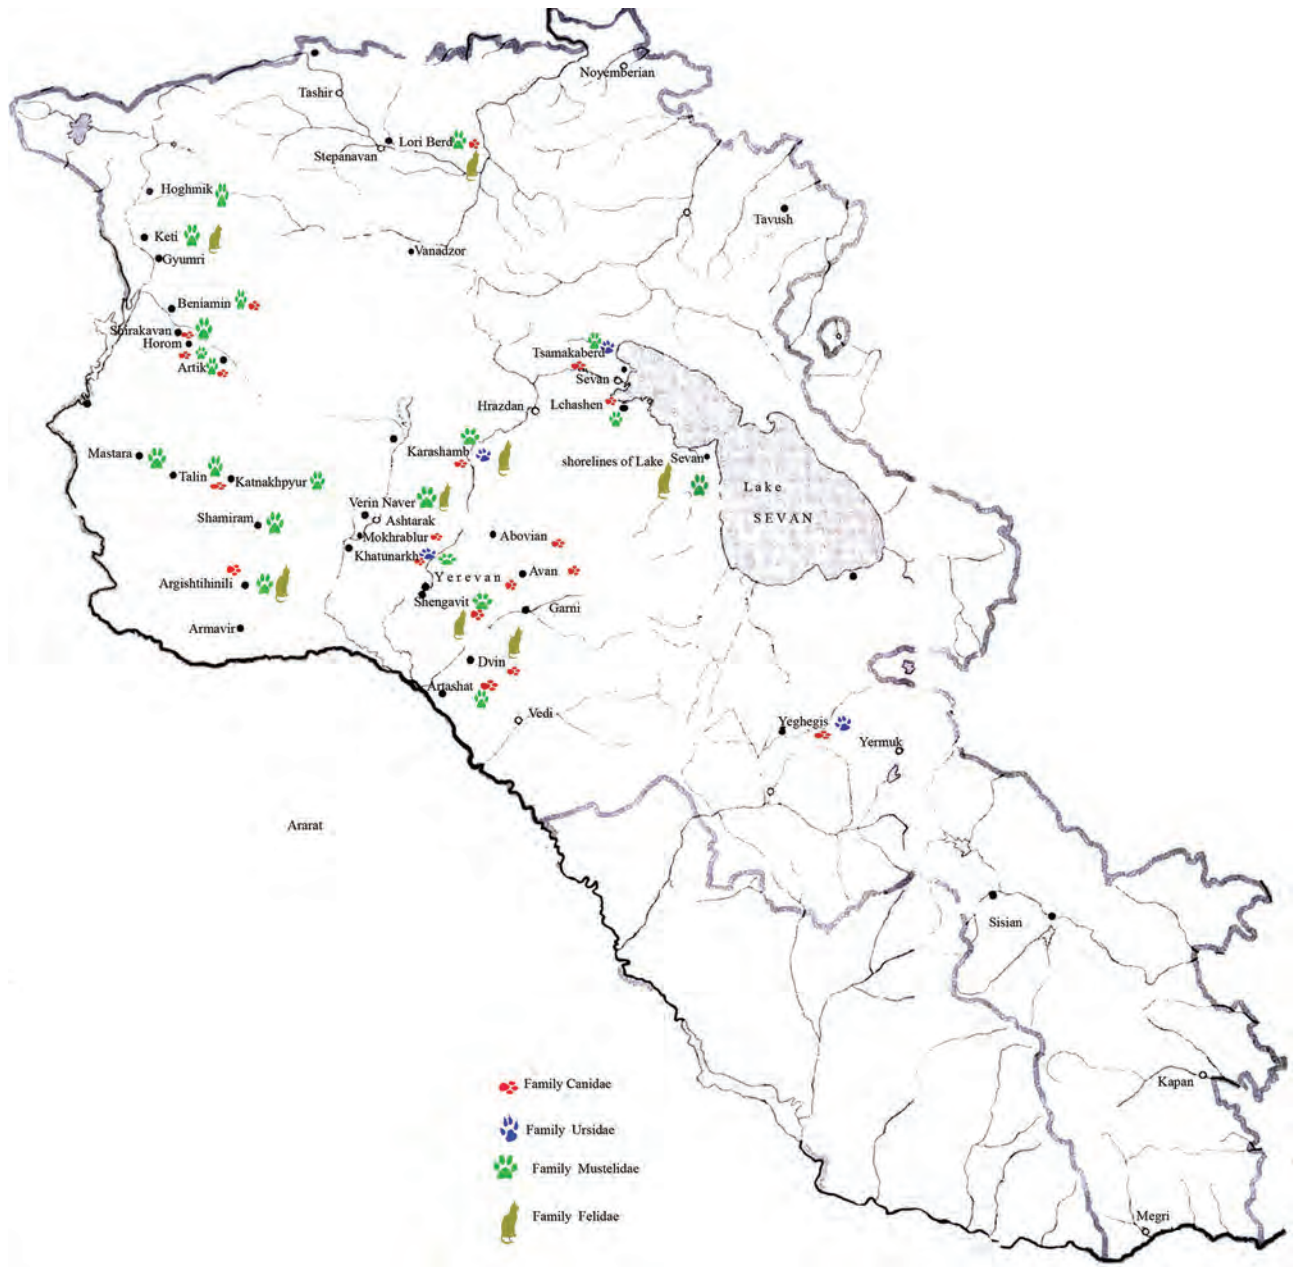 Noyemberian
Tashir
Lori Berd
Stepanavan
Hoghmik
Tavush
Keti
Vanadzor
Gyumri
Beniamin
Shirakavan
Horom
Tsamakaberd
Artik
Sevan
Hrazdan
Lchashen
Mastara
Karashamb
shorelines of Lake Sevan
Talin
Katnakhpyur
Lake
SEVAN
Verin Naver
Shamiram
Ashtarak
Mokhrablur
Abovian
Khatunarkh
Argishtihinili
Yerevan
Avan
Shengavit
Garni
Armavir
Dvin
Artashat
Vedi
Yeghegis
Yermuk
Ararat
Sisian
Family Canidae
Kapan
Family Ursidae
Family Mustelidae
Family Felidae
Megri